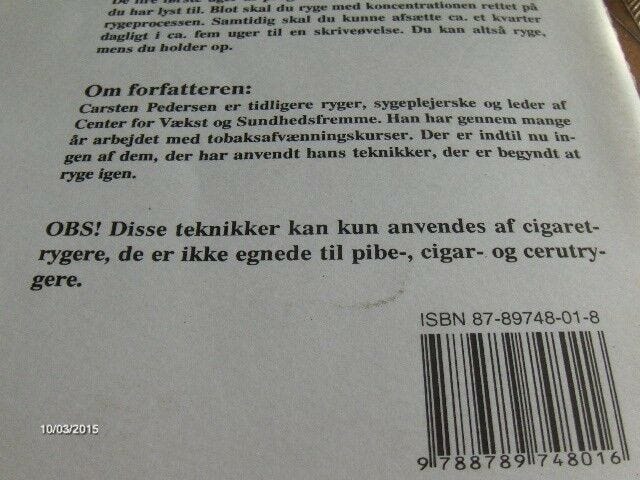 du har lyst til. Blot skal du ryge med koncentrationen rettet på
rygeprocessen. Samtidig skal du kunne afsætte ca. et kvarter
dagligt i ca. fem uger til en skriveøvelse. Du kan altså ryge,
mens du holder op.
Om forfatteren:
Carsten Pedersen er tidligere ryger, sygeplejerske og leder af
Center for Vækst og Sundhedsfremme. Han har gennem mange
år arbejdet med tobaksafvænningskurser. Der er indtil nu in-
gen af dem, der har anvendt hans teknikker, der er begyndt at
ryge igen.
OBS! Disse teknikker kan kun anvendes af cigaret-
rygere, de er ikke egnede til pibe-, cigar- og cerutry-
gere.
ISBN 87-89748-01-8
9 788789 748016
10/03/2015